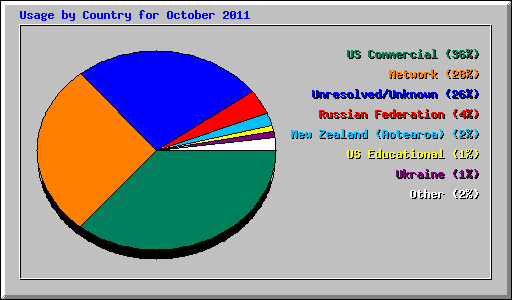 Usage by Country for October 2011
US Commercial (36%)
Network (28%)
Unresolved/Unknown (26%)
Russian Federation (4%)
New Zealand (Aotearoa) (2%)
US Educational (1%)
Ukraine (1%)
Other (2%)